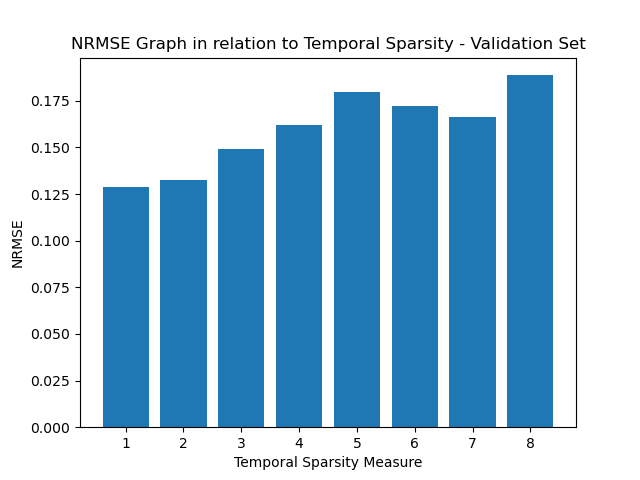 NRMSE Graph in relation to Temporal Sparsity - Validation Set
0.175
0.150
0.125
0.100
0.075
0.050
0.025
0.000
NRMSE
1 2 3 4 5 6 7 8
Temporal Sparsity Measure